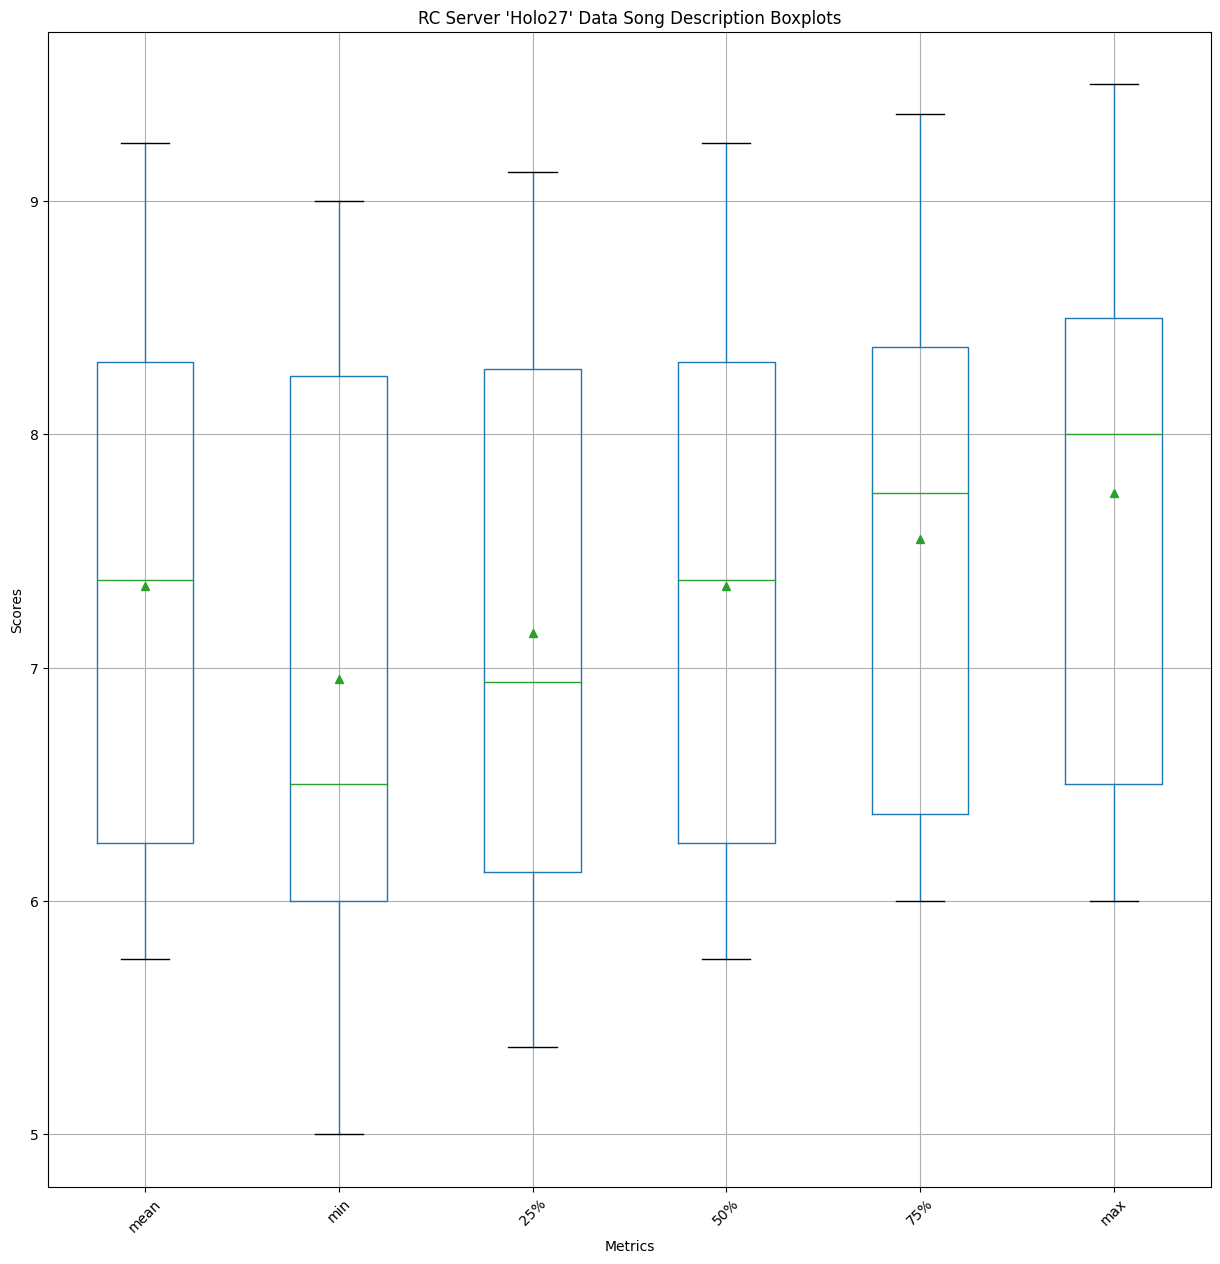 RC Server 'Holo27' Data Song Description Boxplots
Scores
9
8
7
6
5
mean
min
25%
50%
75%
max
Metrics